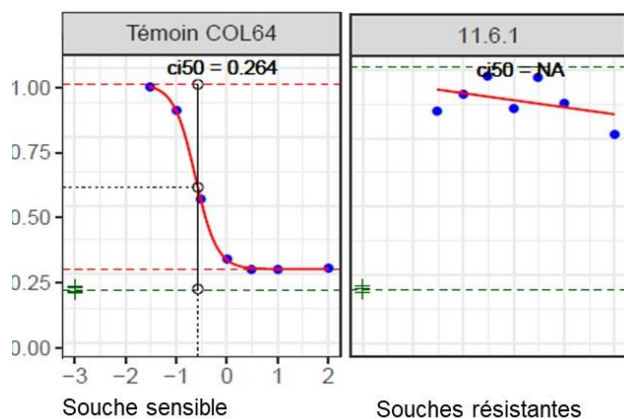 Témoin COL64
11.6.1
ci50 = 0.264
ci50 = NA
1.00
0.75
0.50
0.25
0.00
−3 −2 −1 0 1 2
Souche sensible
Souches résistantes